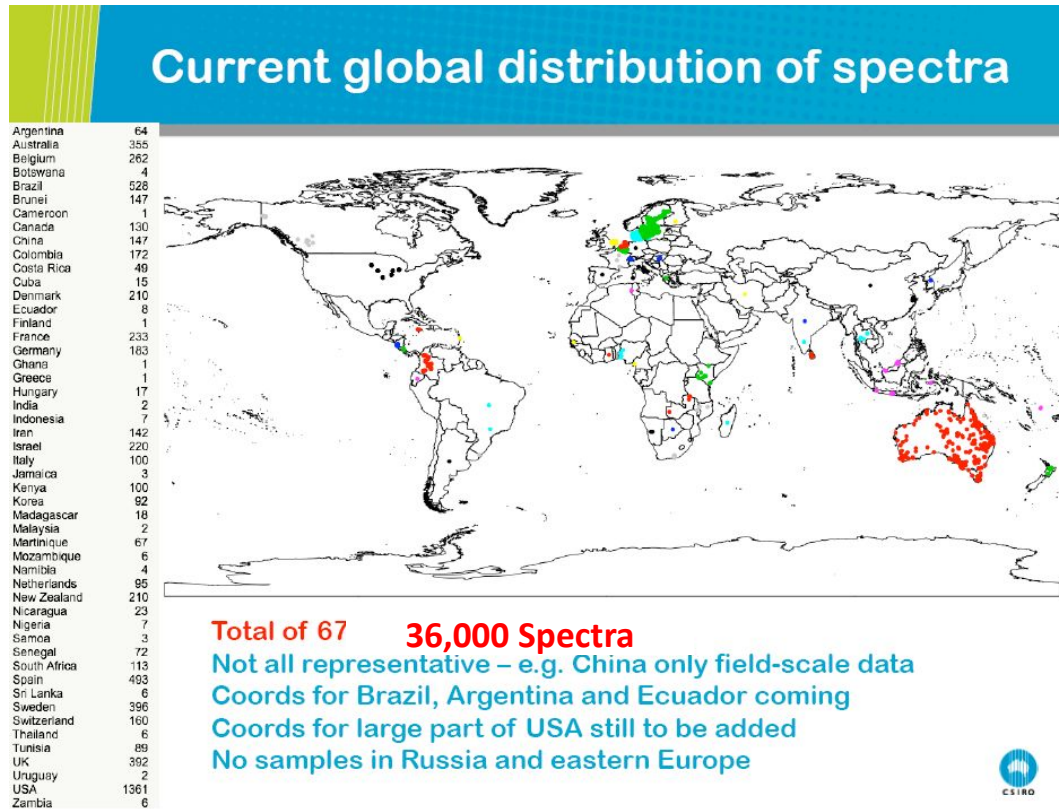 Current global distribution of spectra
Argentina 64
Australia 355
Belgium 262
Botswana 4
Brazil 528
Brunei 147
Cameroon 1
Canada 130
China 147
Colombia 172
Costa Rica 49
Cuba 15
Denmark 210
Ecuador 8
Finland 1
France 233
Germany 183
Ghana 1
Greece 1
Hungary 17
India 2
Indonesia 7
Iran 142
Israel 220
Italy 100
Jamaica 3
Kenya 100
Korea 92
Madagascar 18
Malaysia 2
Martinique 67
Mozambique 6
Namibia 4
Netherlands 95
New Zealand 210
Nicaragua 23
Nigeria 7
Samoa 3
Senegal 72
South Africa 113
Spain 493
Sri Lanka 6
Sweden 396
Switzerland 160
Thailand 6
Tunisia 89
UK 392
Uruguay 2
USA 1361
Zambia 6
Total of 67 36,000 Spectra
Not all representative – e.g. China only field-scale data
Coords for Brazil, Argentina and Ecuador coming
Coords for large part of USA still to be added
No samples in Russia and eastern Europe
CSIRO